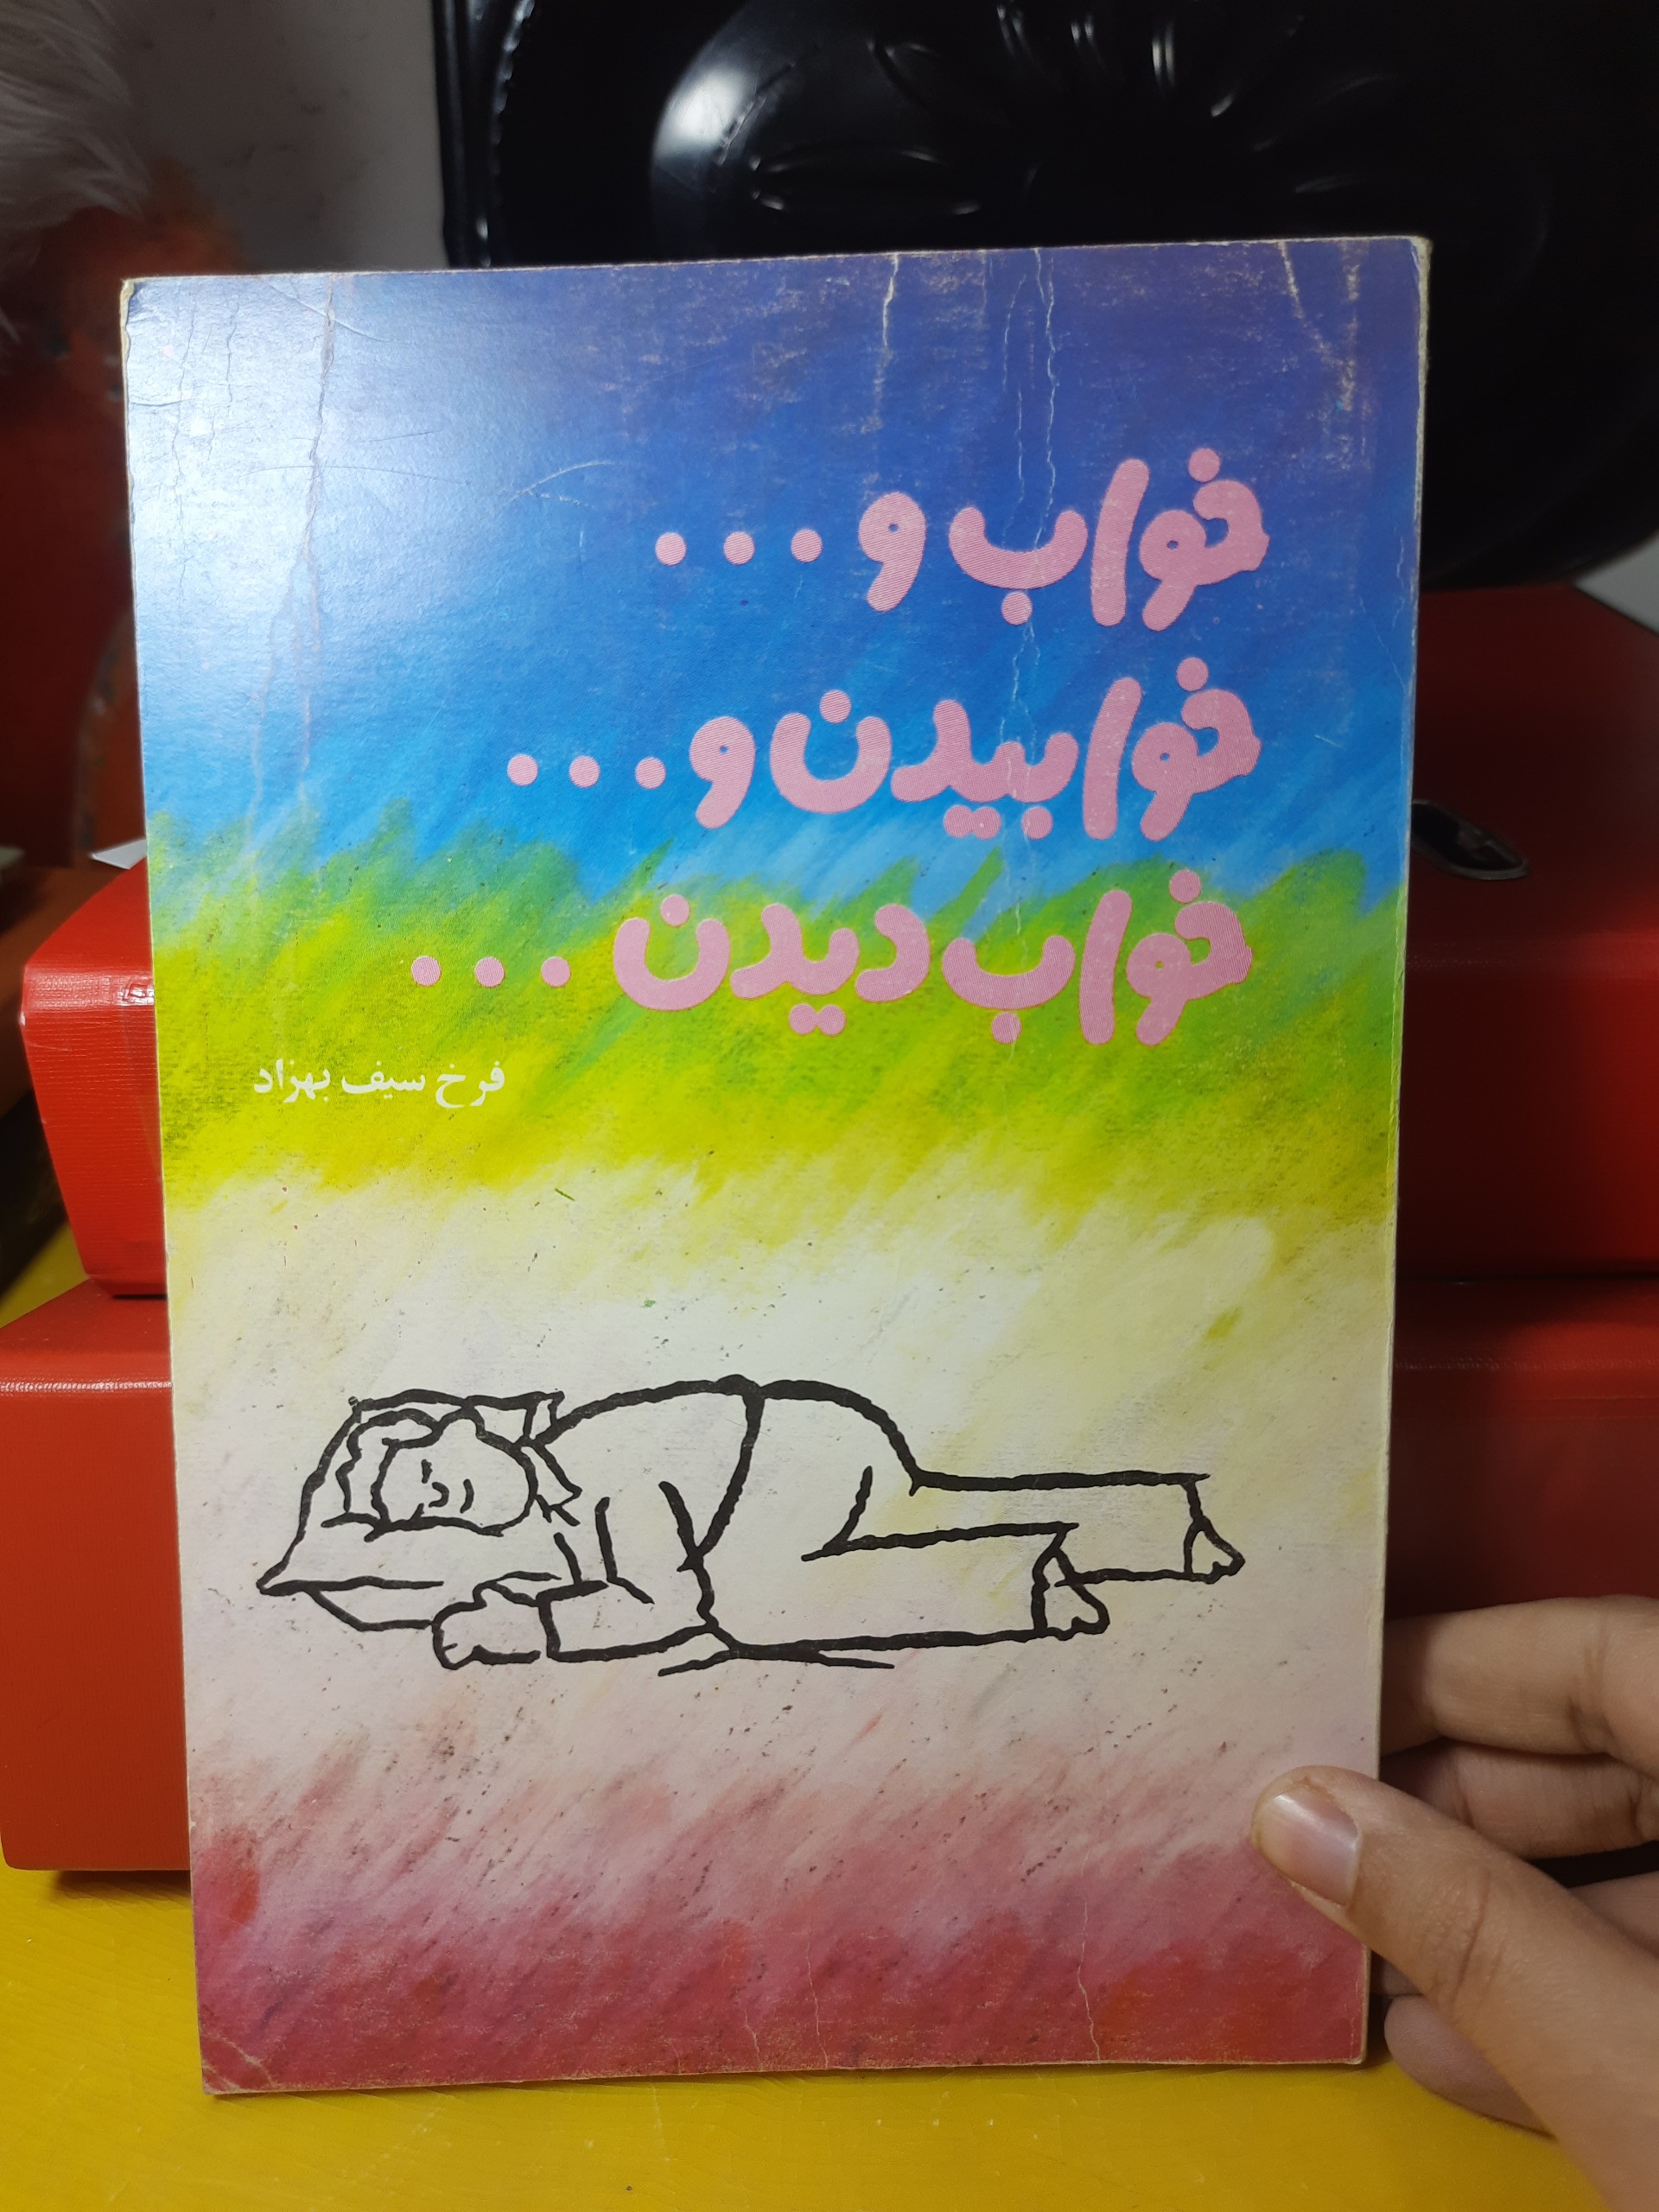 خواب و ...
خوابیدن و ...
خواب دیدن ...
فرخ سیف بهزاد